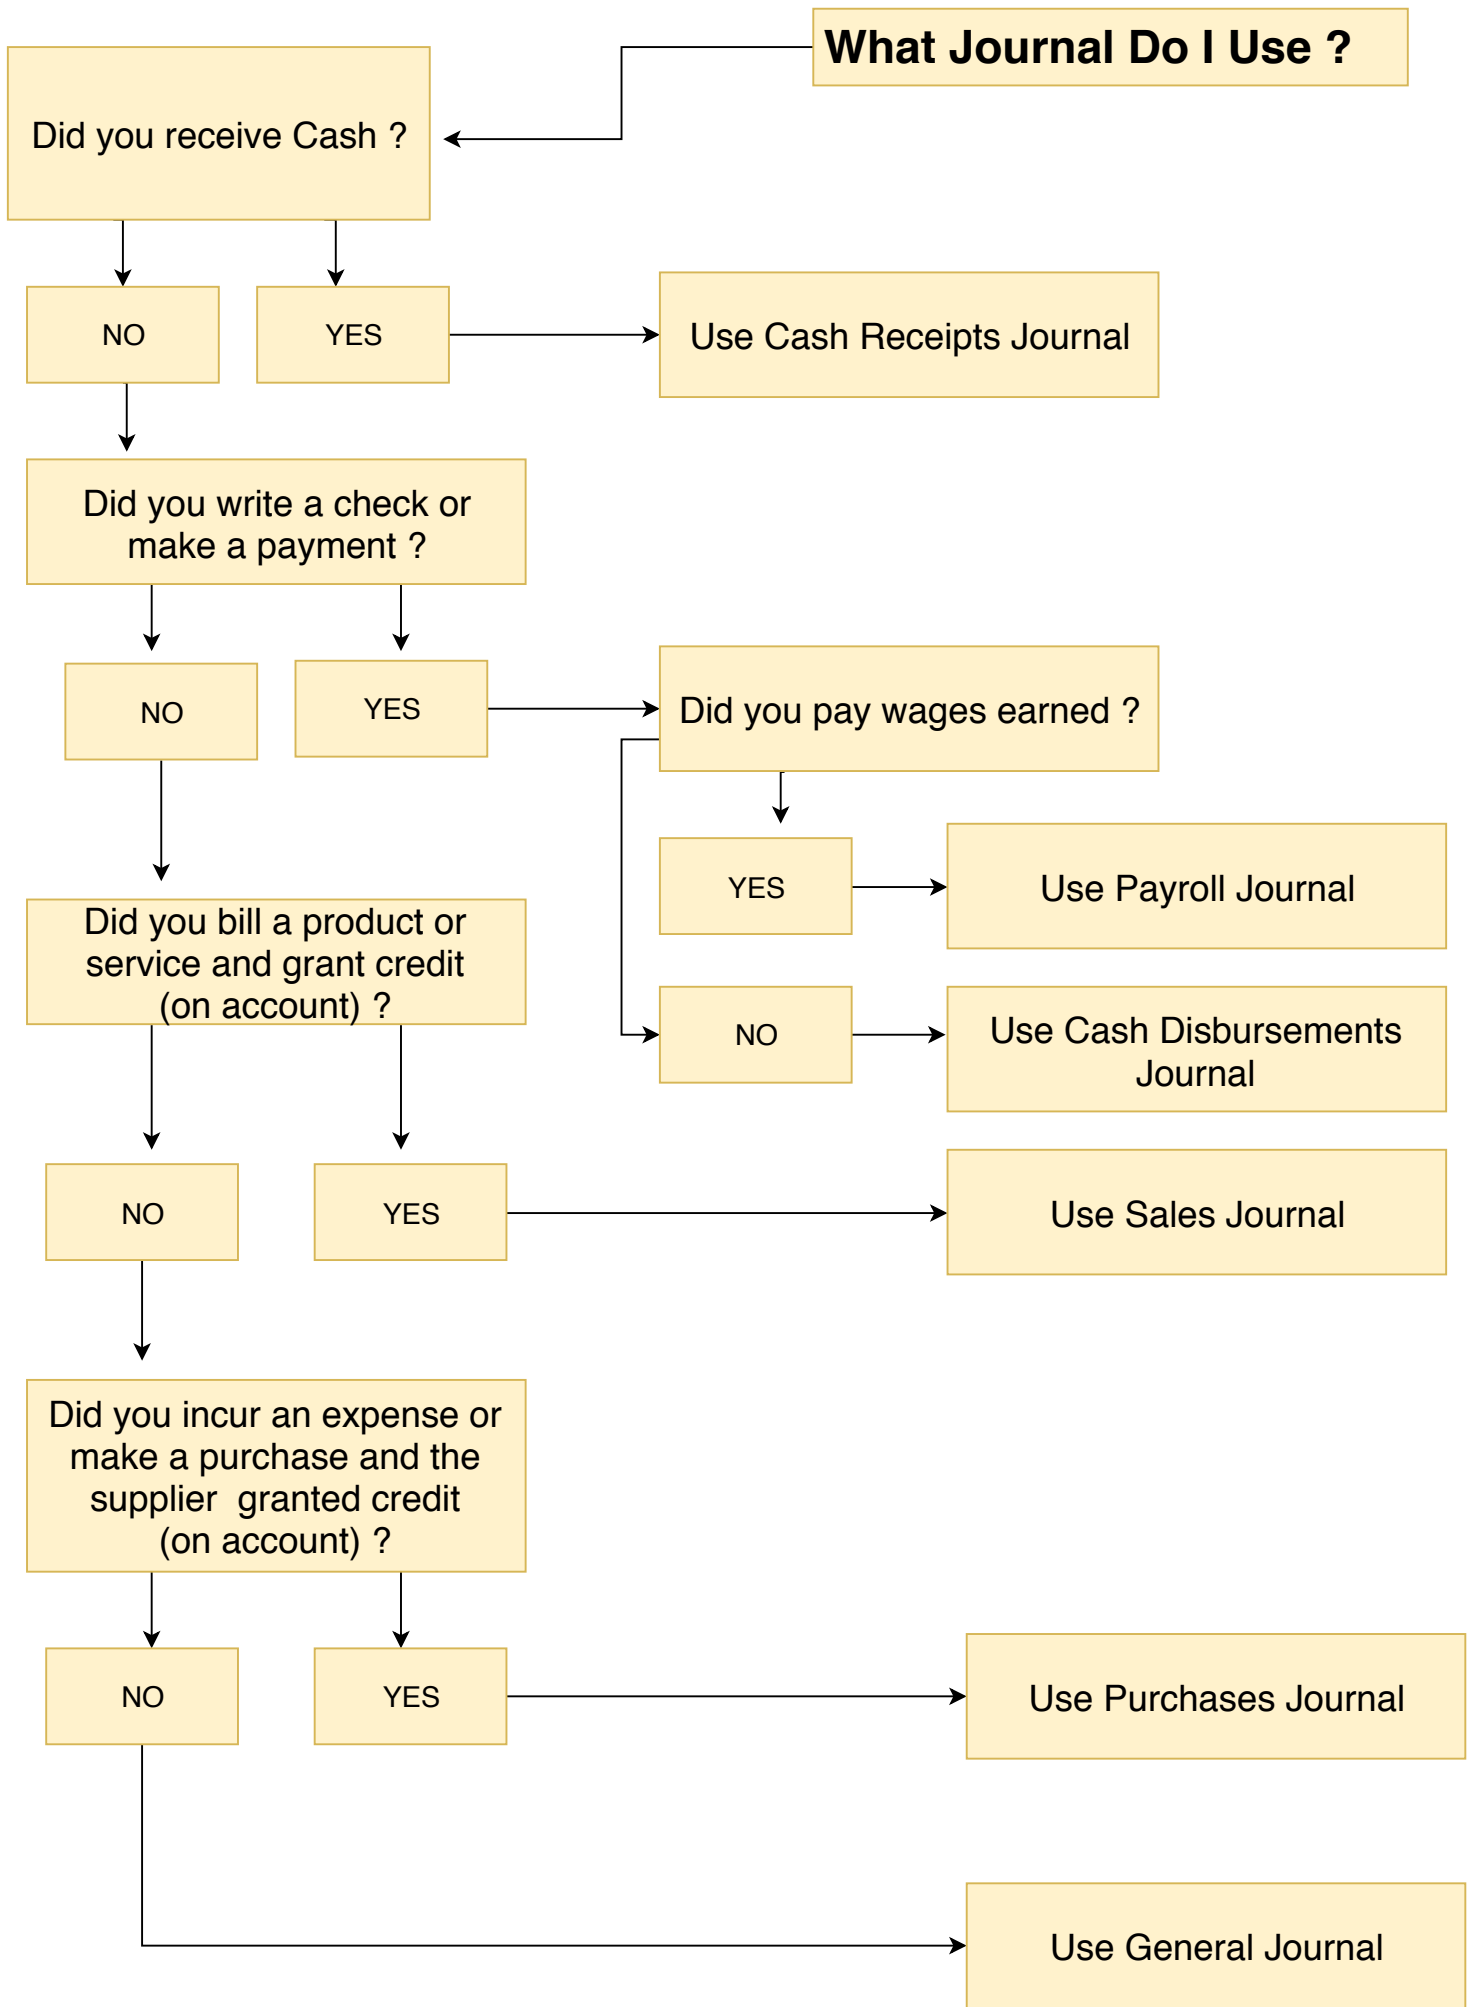 What Journal Do I Use ?
Did you receive Cash ?
NO
YES
Use Cash Receipts Journal
Did you write a check or
make a payment ?
NO
YES
Did you pay wages earned ?
YES
Use Payroll Journal
NO
Use Cash Disbursements
Journal
Did you bill a product or
service and grant credit
(on account) ?
NO
YES
Use Sales Journal
Did you incur an expense or
make a purchase and the
supplier  granted credit
(on account) ?
NO
YES
Use Purchases Journal
Use General Journal